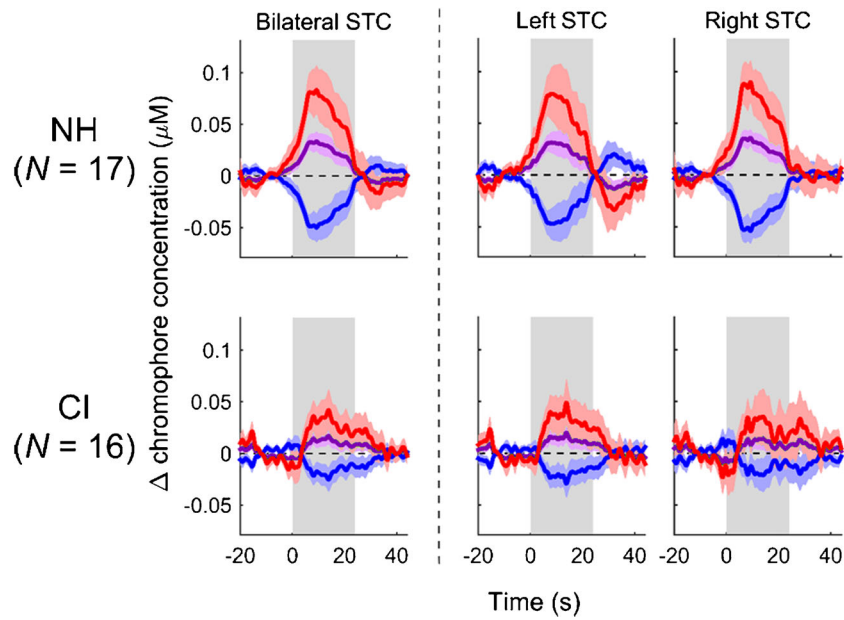 Bilateral STC
Left STC
Right STC
NH
(N = 17)
CI
(N = 16)
Δ chromophore concentration (μM)
0.1
0.05
0
-0.05
0.1
0.05
0
-0.05
-20 0 20 40
-20 0 20 40
-20 0 20 40
Time (s)